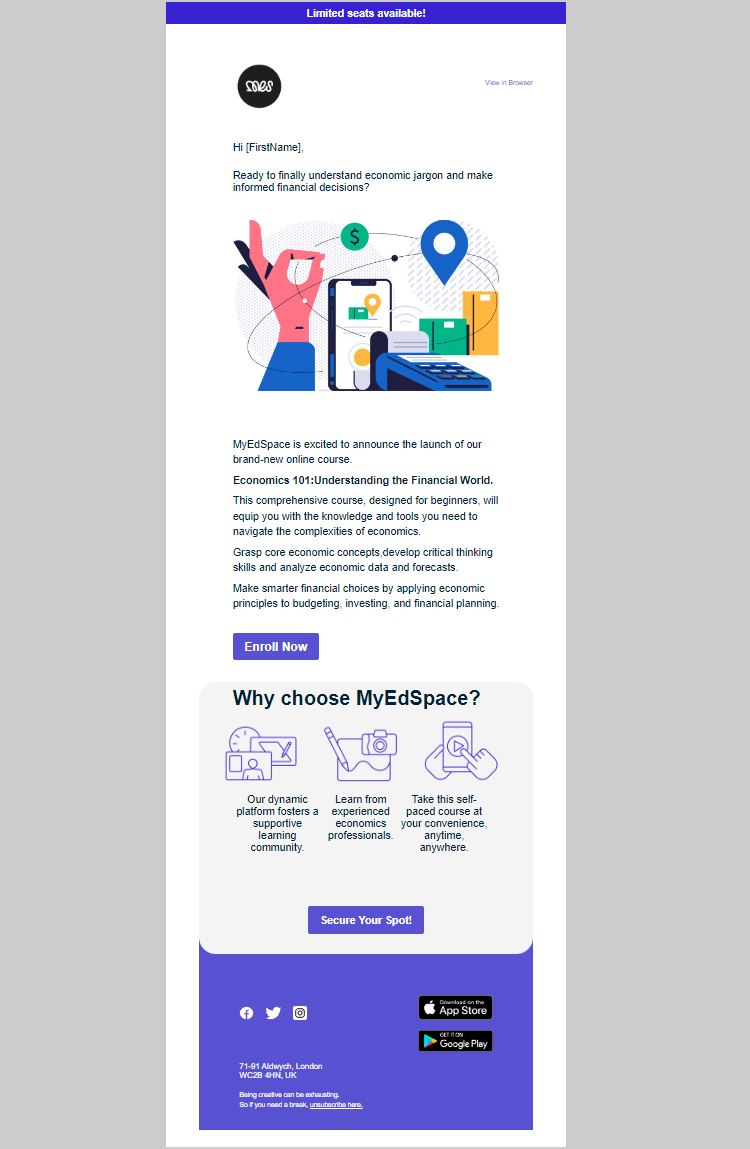 Limited seats available!
mes
View in Browser
Hi [FirstName],
Ready to finally understand economic jargon and make
informed financial decisions?
$
MyEdSpace is excited to announce the launch of our
brand-new online course.
Economics 101:Understanding the Financial World.
This comprehensive course, designed for beginners, will
equip you with the knowledge and tools you need to
navigate the complexities of economics.
Grasp core economic concepts,develop critical thinking
skills and analyze economic data and forecasts.
Make smarter financial choices by applying economic
principles to budgeting, investing, and financial planning.
Enroll Now
Why choose MyEdSpace?
Our dynamic
platform fosters a
supportive
learning
community.
Learn from
experienced
economics
professionals.
Take this self-
paced course at
your convenience,
anytime,
anywhere.
Secure Your Spot!
Download on the
App Store
GET IT ON
Google Play
71-91 Aldwych, London
WC2B 4HN, UK
Being creative can be exhausting.
So if you need a break, unsubscribe here.